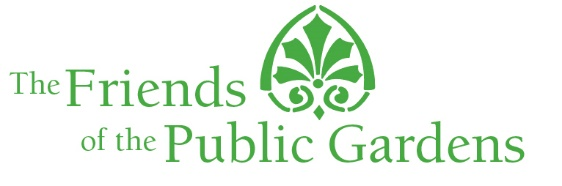 The Friends
of the Public Gardens